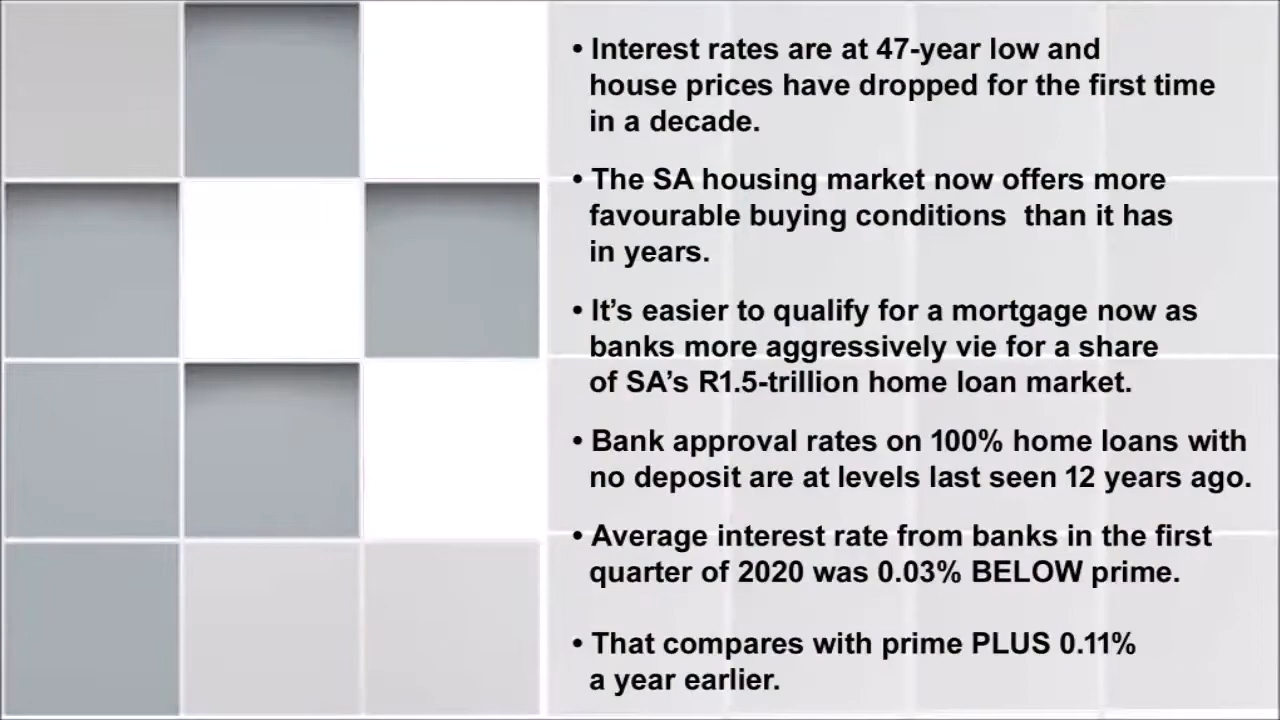 • Interest rates are at 47-year low and
house prices have dropped for the first time
in a decade.
• The SA housing market now offers more
favourable buying conditions  than it has
in years.
• It’s easier to qualify for a mortgage now as
banks more aggressively vie for a share
of SA’s R1.5-trillion home loan market.
• Bank approval rates on 100% home loans with
no deposit are at levels last seen 12 years ago.
• Average interest rate from banks in the first
quarter of 2020 was 0.03% BELOW prime.
• That compares with prime PLUS 0.11%
a year earlier.